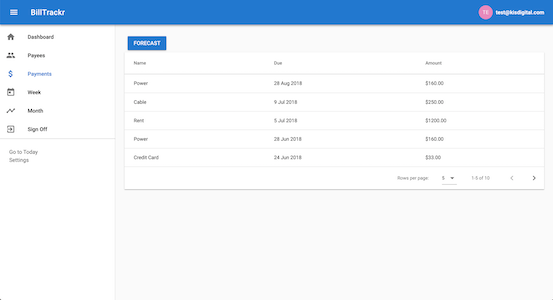 BillTrackr
TS test@kisdigital.com
Dashboard
Payees
Payments
Week
Month
Sign Off
Go to Today
Settings
FORECAST
Name Due Amount
Power 28 Aug 2018 $160.00
Cable 9 Jul 2018 $250.00
Rent 5 Jul 2018 $1200.00
Power 28 Jun 2018 $160.00
Credit Card 24 Jun 2018 $33.00
Rows per page: 5 1-5 of 10